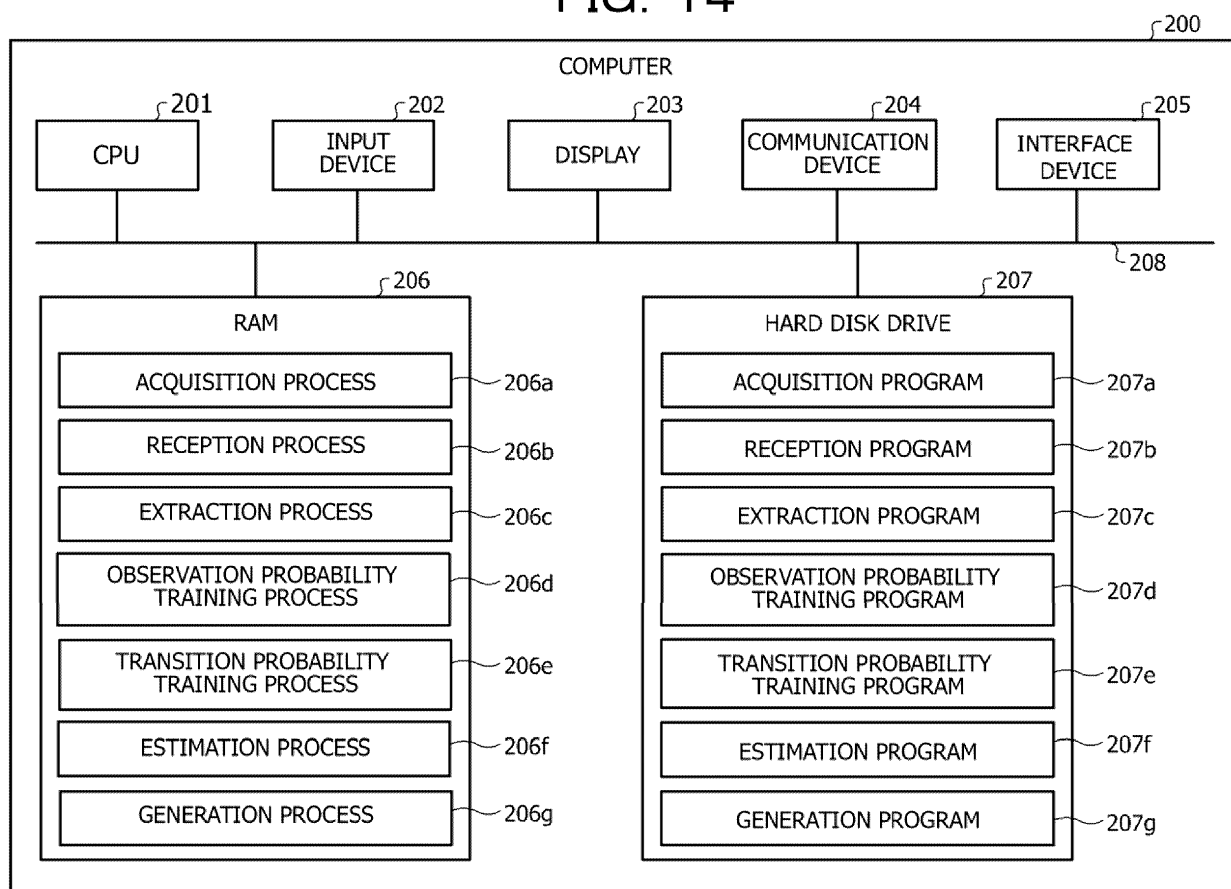 FIG. 14
200
COMPUTER
201
202
203
204
205
CPU
INPUT
DEVICE
DISPLAY
COMMUNICATION
DEVICE
INTERFACE
DEVICE
208
206
RAM
ACQUISITION PROCESS
206a
RECEPTION PROCESS
206b
EXTRACTION PROCESS
206c
OBSERVATION PROBABILITY
TRAINING PROCESS
206d
TRANSITION PROBABILITY
TRAINING PROCESS
206e
ESTIMATION PROCESS
206f
GENERATION PROCESS
206g
207
HARD DISK DRIVE
ACQUISITION PROGRAM
207a
RECEPTION PROGRAM
207b
EXTRACTION PROGRAM
207c
OBSERVATION PROBABILITY
TRAINING PROGRAM
207d
TRANSITION PROBABILITY
TRAINING PROGRAM
207e
ESTIMATION PROGRAM
207f
GENERATION PROGRAM
207g